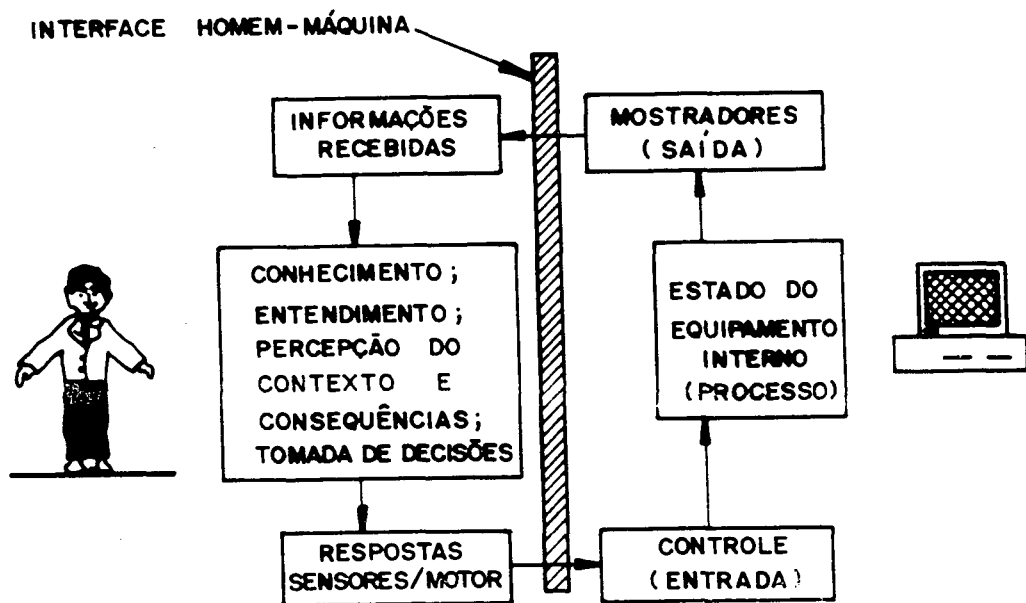 INTERFACE HOMEM-MÁQUINA
INFORMAÇÕES
RECEBIDAS
MOSTRADORES
(SAÍDA)
CONHECIMENTO;
ENTENDIMENTO;
PERCEPÇÃO DO
CONTEXTO E
CONSEQUÊNCIAS;
TOMADA DE DECISÕES
ESTADO DO
EQUIPAMENTO
INTERNO
(PROCESSO)
RESPOSTAS
SENSORES/MOTOR
CONTROLE
(ENTRADA)